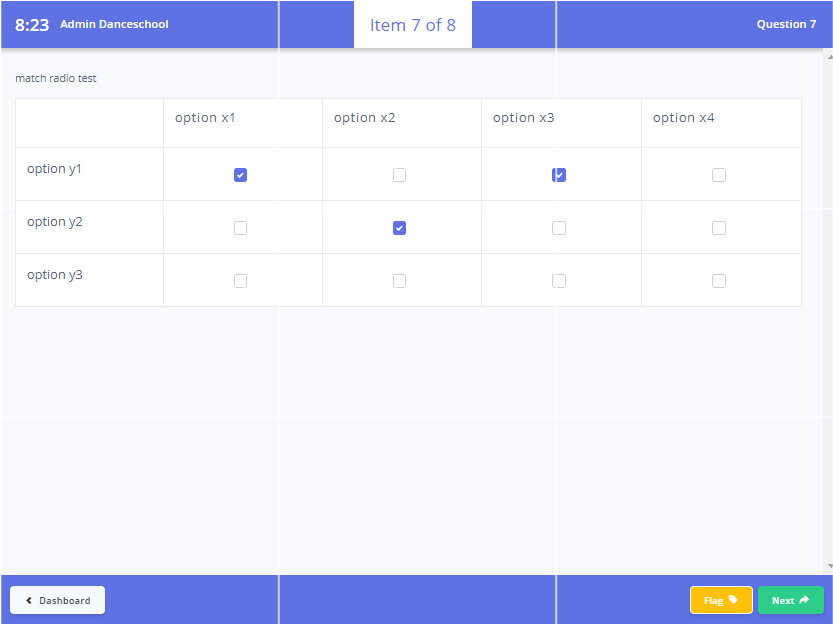 8:23 Admin Danceschool Item 7 of 8 Question 7
match radio test
option x1 option x2 option x3 option x4
option y1
option y2
option y3
Dashboard Flag Next